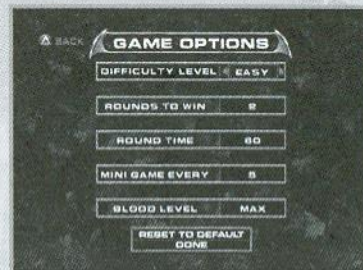 BACK
GAME OPTIONS
DIFFICULTY LEVEL EASY
ROUNDS TO WIN 2
ROUND TIME 60
MINI GAME EVERY 5
BLOOD LEVEL MAX
RESET TO DEFAULT
DONE